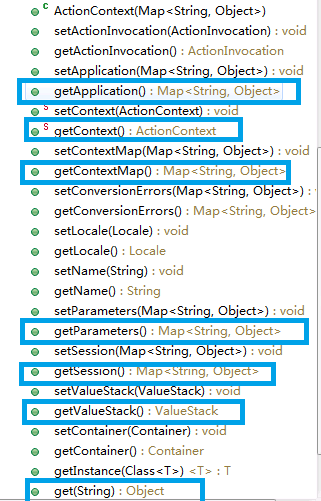 C ActionContext(Map<String, Object>)
setActionInvocation(ActionInvocation) : void
getActionInvocation() : ActionInvocation
setApplication(Map<String, Object>) : void
getApplication() : Map<String, Object>
S setContext(ActionContext) : void
S getContext() : ActionContext
setContextMap(Map<String, Object>) : void
getContextMap() : Map<String, Object>
setConversionErrors(Map<String, Object>) :
getConversionErrors() : Map<String, Object>
setLocale(Locale) : void
getLocale() : Locale
setName(String) : void
getName() : String
setParameters(Map<String, Object>) : void
getParameters() : Map<String, Object>
setSession(Map<String, Object>) : void
getSession() : Map<String, Object>
setValueStack(ValueStack) : void
getValueStack() : ValueStack
setContainer(Container) : void
getContainer() : Container
getInstance(Class<T>) <T> : T
get(String) : Object